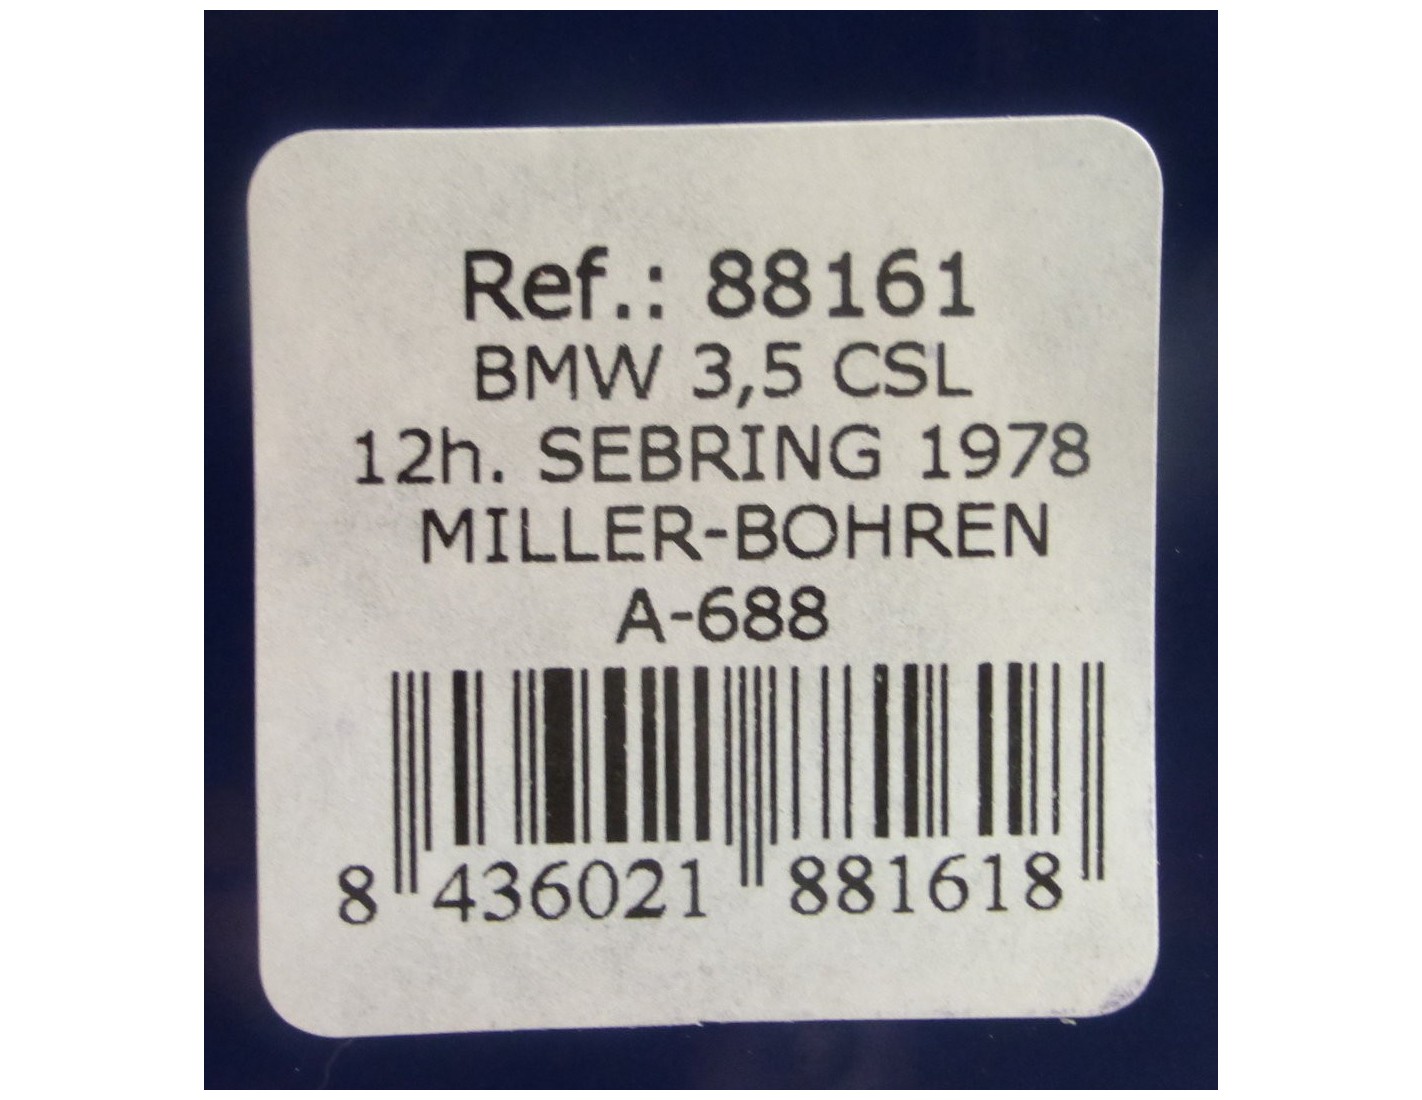 Ref.: 88161
BMW 3,5 CSL
12h. SEBRING 1978
MILLER-BOHREN
A-688
8 436021 881618